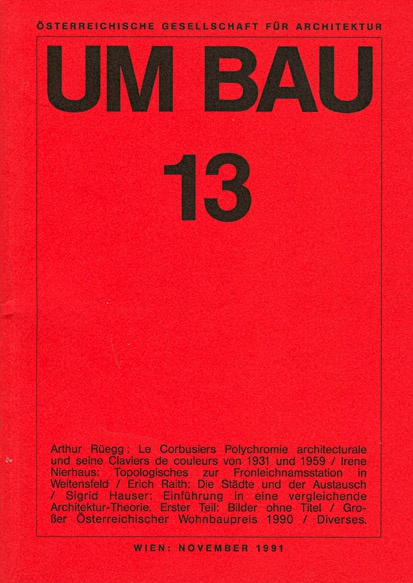 ÖSTERREICHISCHE GESELLSCHAFT FÜR ARCHITEKTUR
UM BAU
13
Arthur Rüegg: Le Corbusiers Polychromie architecturale
und seine Claviers de couleurs von 1931 und 1959 / Irene
Nierhaus: Topologisches zur Fronleichnamsstation in
Weitensfeld / Erich Raith: Die Städte und der Austausch
/ Sigrid Hauser: Einführung in eine vergleichende
Architektur-Theorie. Erster Teil: Bilder ohne Titel / Gro-
ßer Österreichischer Wohnbaupreis 1990 / Diverses.
WIEN: NOVEMBER 1991